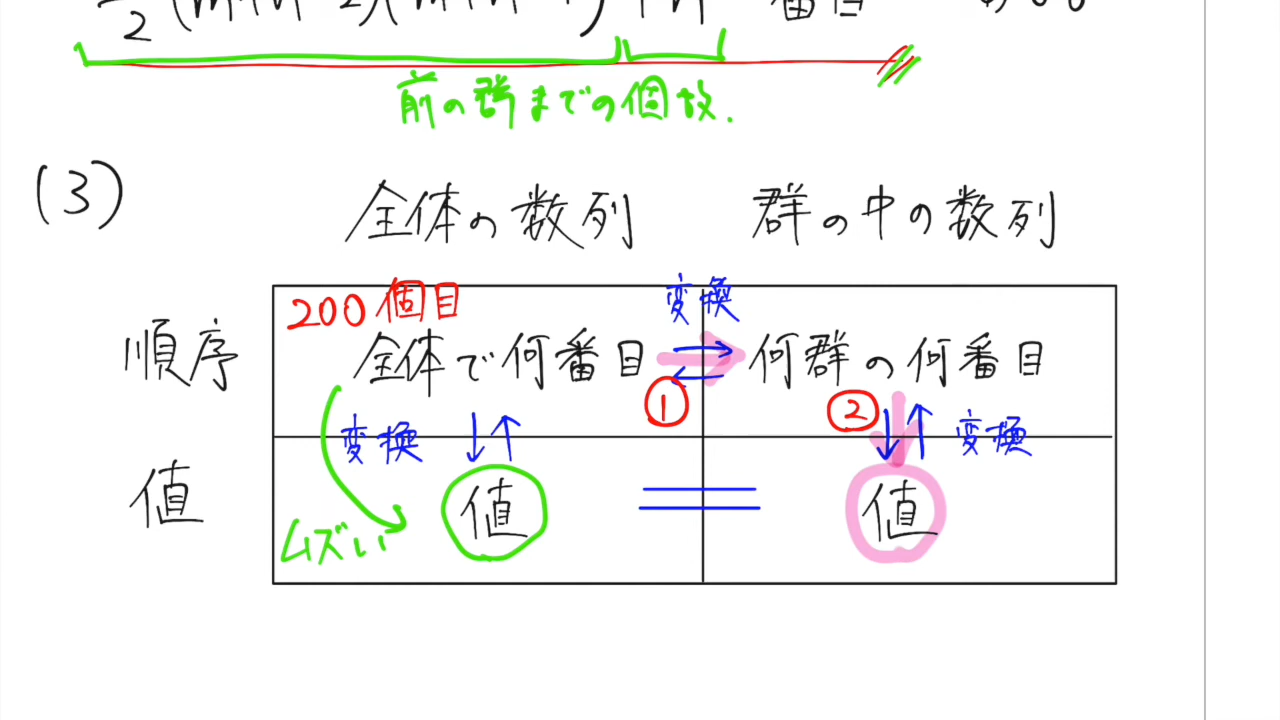 2
前の群までの個数.
(3)
全体の数列 群の中の数列
200個目 変換
順序 全体で何番目 何群の何番目
① ②
変換 変換
値 値 = 値
ムズい